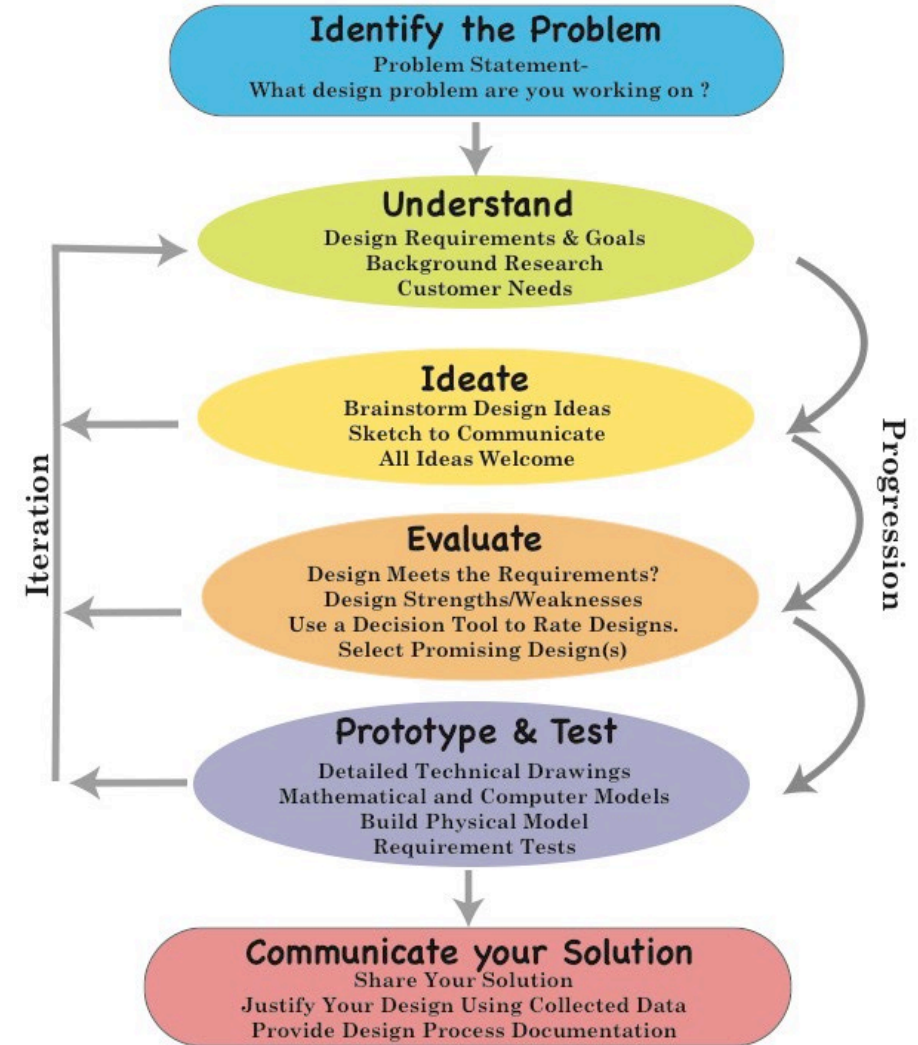 Identify the Problem
Problem Statement-
What design problem are you working on ?
Understand
Design Requirements & Goals
Background Research
Customer Needs
Ideate
Brainstorm Design Ideas
Sketch to Communicate
All Ideas Welcome
Evaluate
Design Meets the Requirements?
Design Strengths/Weaknesses
Use a Decision Tool to Rate Designs.
Select Promising Design(s)
Prototype & Test
Detailed Technical Drawings
Mathematical and Computer Models
Build Physical Model
Requirement Tests
Communicate your Solution
Share Your Solution
Justify Your Design Using Collected Data
Provide Design Process Documentation
Iteration
Progression